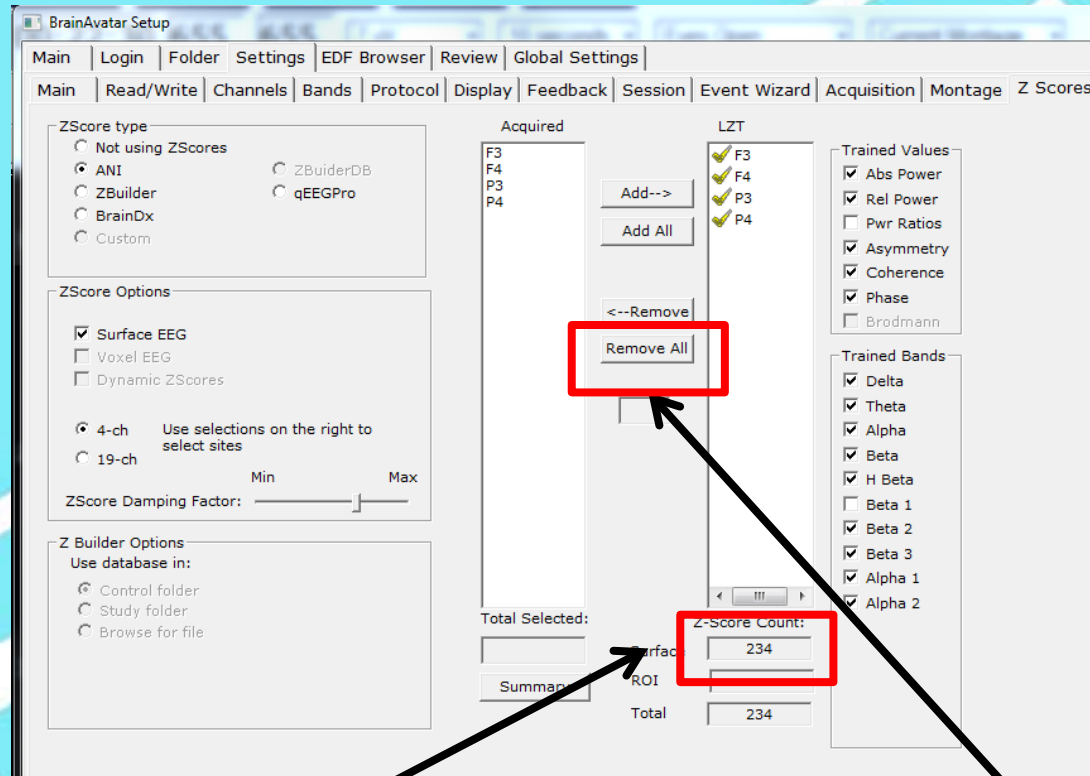 BrainAvatar Setup
Main Login Folder Settings EDF Browser Review Global Settings
Main Read/Write Channels Bands Protocol Display Feedback Session Event Wizard Acquisition Montage Z Scores
ZScore type
Not using ZScores
ANI ZBuiderDB
ZBuilder qEEGPro
BrainDx
Custom
ZScore Options
Surface EEG
Voxel EEG
Dynamic ZScores
4-ch Use selections on the right to
select sites
19-ch
Min Max
ZScore Damping Factor:
Z Builder Options
Use database in:
Control folder
Study folder
Browse for file
Acquired
F3
F4
P3
P4
Total Selected:
Summary
Add-->
Add All
<--Remove
Remove All
LZT
F3
F4
P3
P4
Z-Score Count:
Surface 234
ROI
Total 234
Trained Values
Abs Power
Rel Power
Pwr Ratios
Asymmetry
Coherence
Phase
Brodmann
Trained Bands
Delta
Theta
Alpha
Beta
H Beta
Beta 1
Beta 2
Beta 3
Alpha 1
Alpha 2